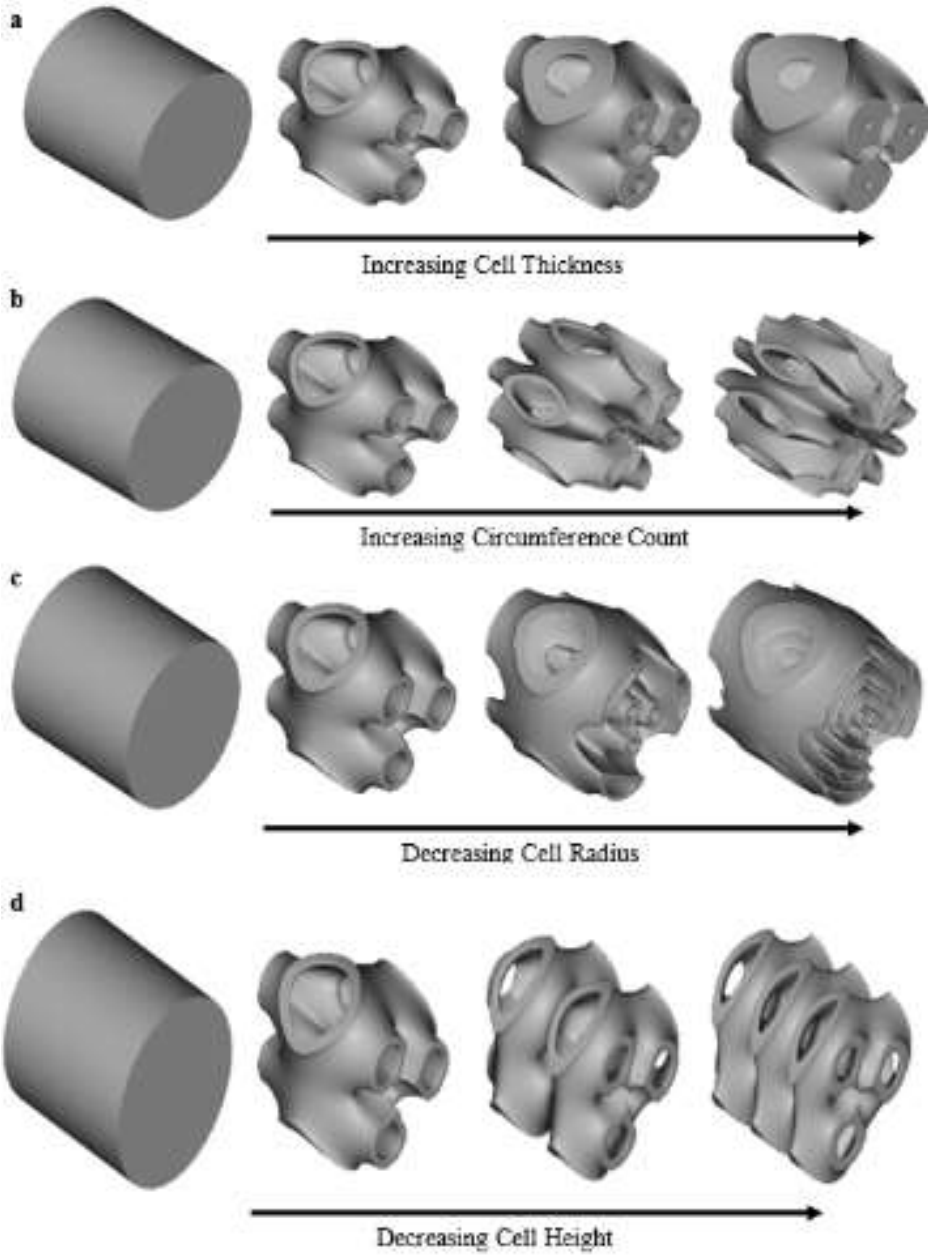 a
Increasing Cell Thickness
b
Increasing Circumference Count
c
Decreasing Cell Radius
d
Decreasing Cell Height